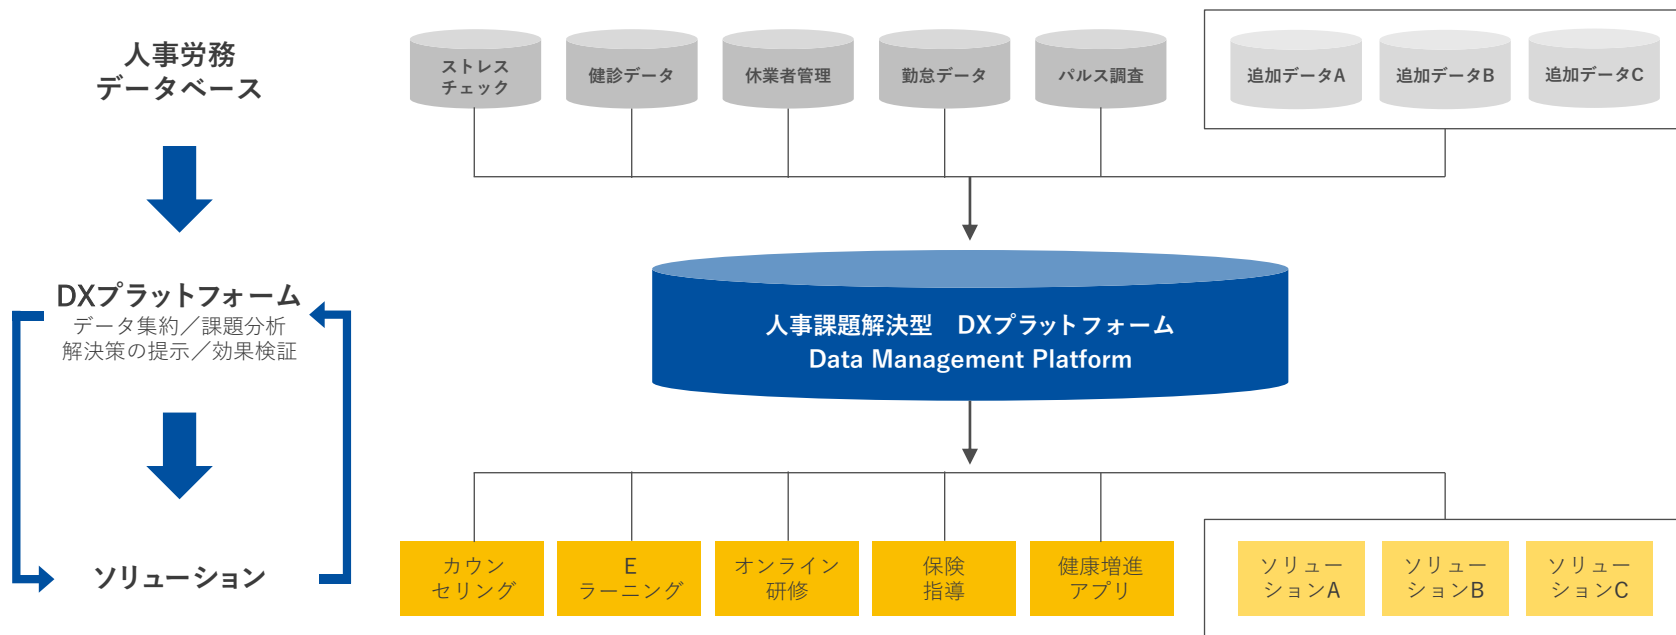 人事労務
データベース
ストレス
チェック
健診データ
休業者管理
勤怠データ
パルス調査
追加データA
追加データB
追加データC
DXプラットフォーム
データ集約／課題分析
解決策の提示／効果検証
人事課題解決型　DXプラットフォーム
Data Management Platform
ソリューション
カウン
セリング
E
ラーニング
オンライン
研修
保険
指導
健康増進
アプリ
ソリュー
ションA
ソリュー
ションB
ソリュー
ションC